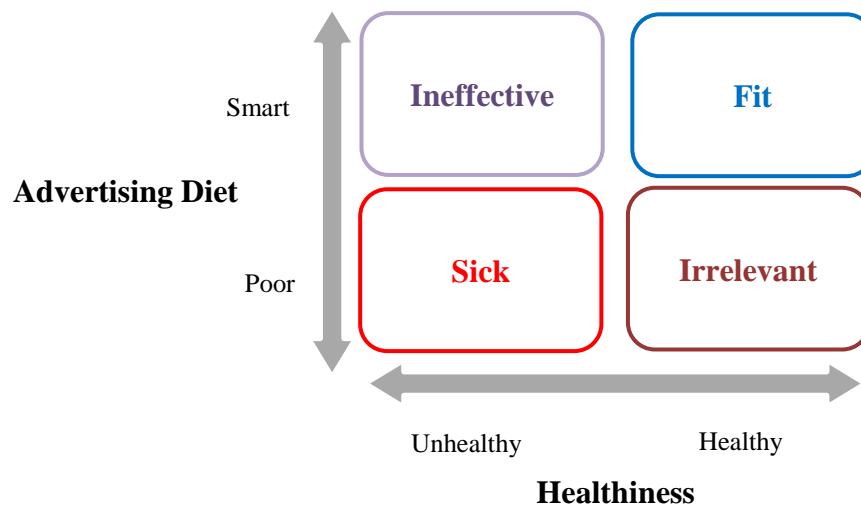 Ineffective
Fit
Smart
Advertising Diet
Sick
Irrelevant
Poor
Unhealthy
Healthy
Healthiness